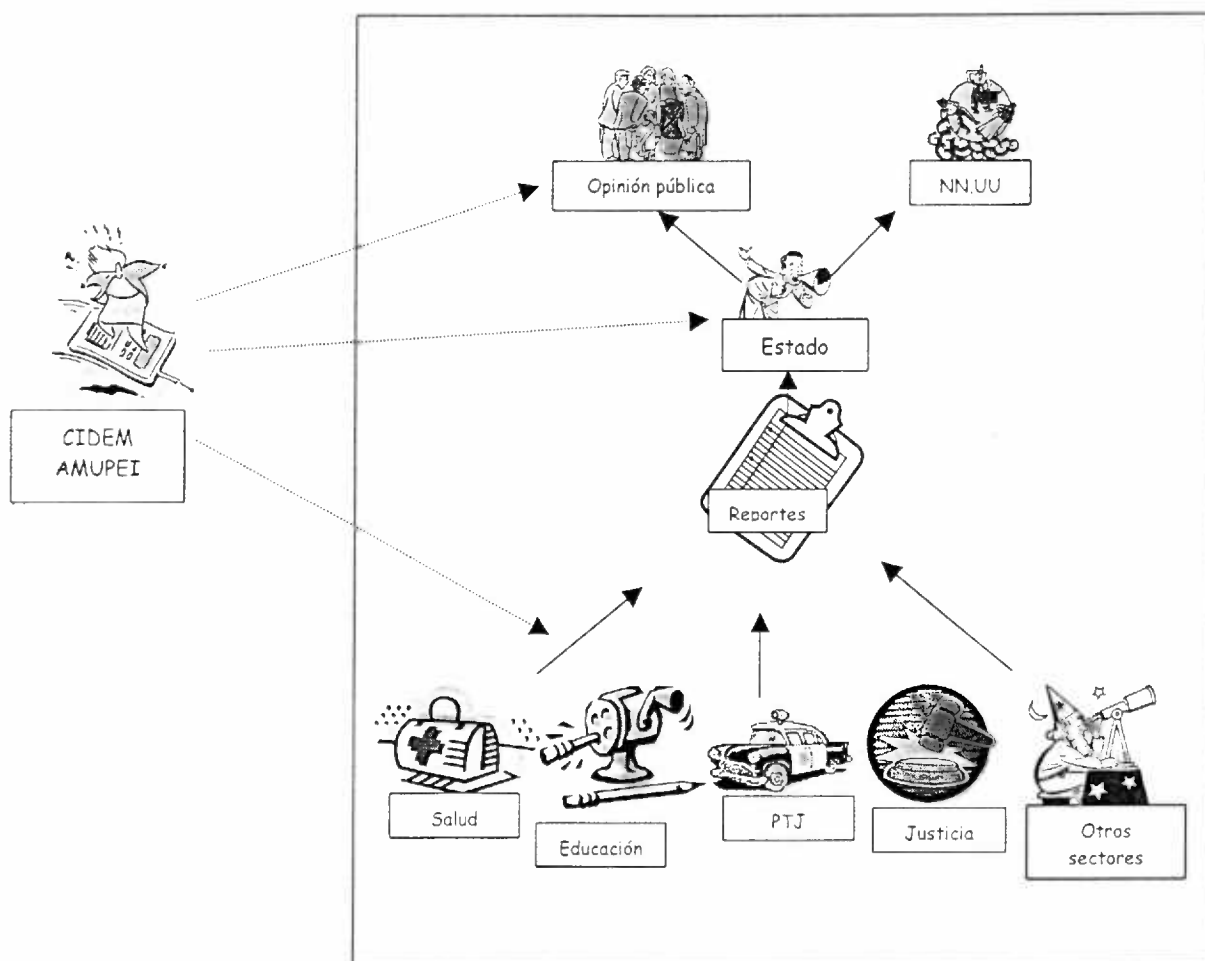 Opinión pública
NN.UU
Estado
CIDEM
AMUPEI
Reportes
Salud
Educación
PTJ
Justicia
Otros
sectores